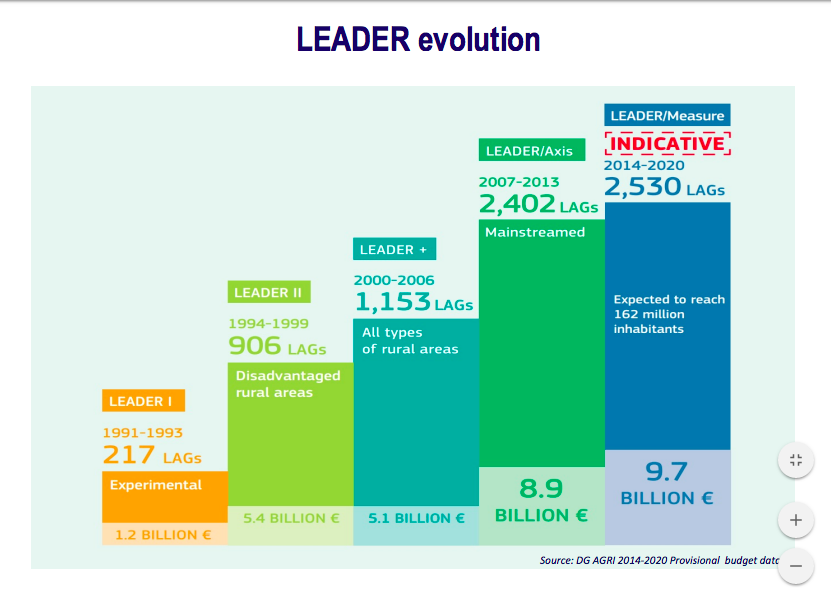 LEADER evolution
LEADER/Measure
INDICATIVE
2014-2020
2,530 LAGs
LEADER/Axis
2007-2013
2,402 LAGs
Mainstreamed
LEADER +
2000-2006
1,153 LAGs
All types
of rural areas
LEADER II
1994-1999
906 LAGs
Disadvantaged
rural areas
LEADER I
1991-1993
217 LAGs
Experimental
Expected to reach
162 million
inhabitants
1.2 BILLION €
5.4 BILLION €
5.1 BILLION €
8.9
BILLION €
9.7
BILLION €
Source: DG AGRI 2014-2020 Provisional budget data